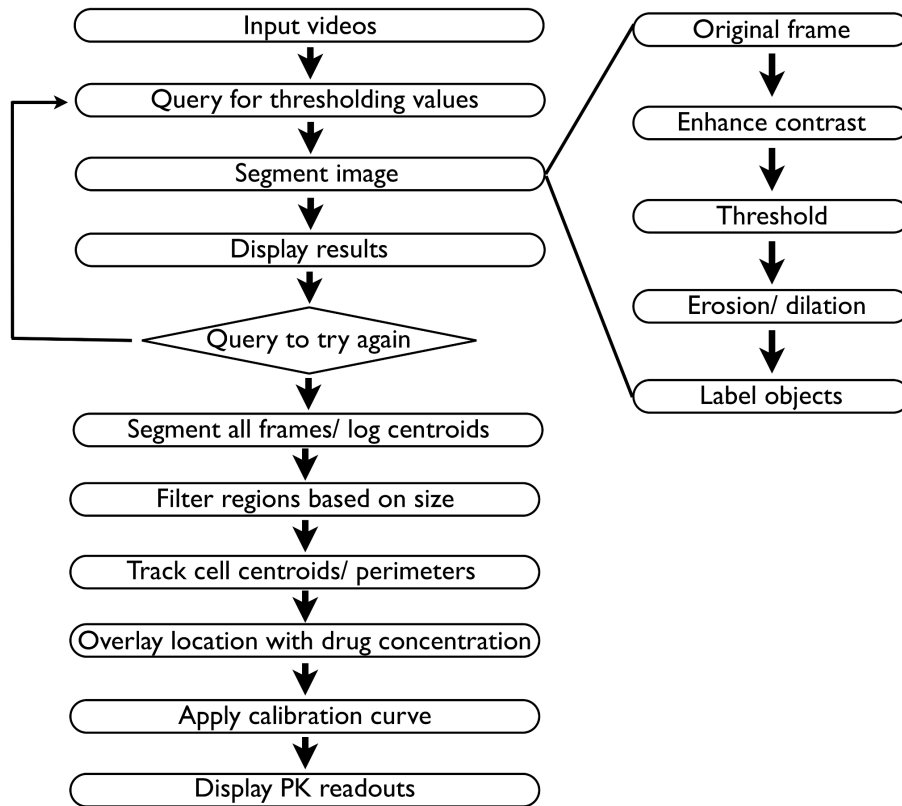 Input videos
Query for thresholding values
Segment image
Display results
Query to try again
Segment all frames/ log centroids
Filter regions based on size
Track cell centroids/ perimeters
Overlay location with drug concentration
Apply calibration curve
Display PK readouts
Original frame
Enhance contrast
Threshold
Erosion/ dilation
Label objects